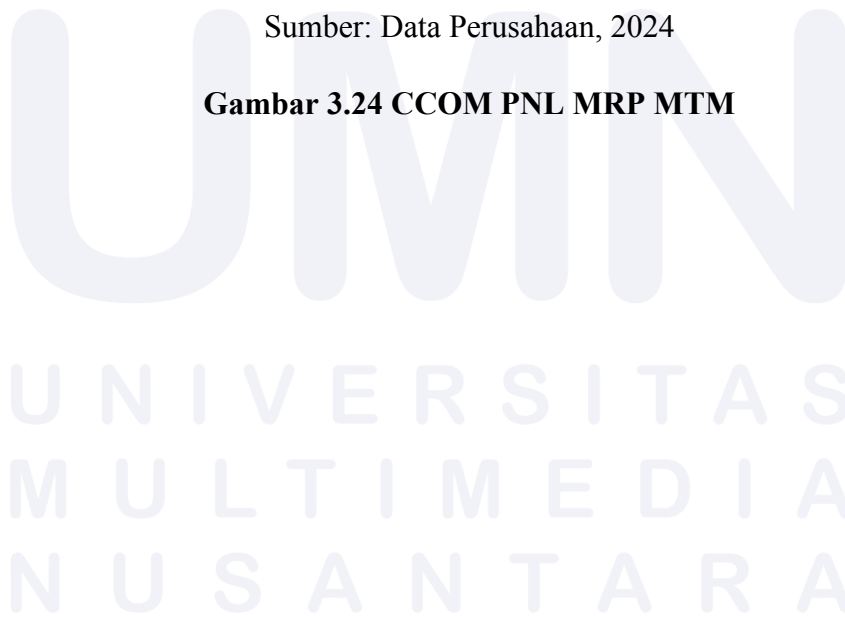 Sumber: Data Perusahaan, 2024
Gambar 3.24 CCOM PNL MRP MTM
UMN
UNIVERSITAS
MULTIMEDIA
NUSANTARA